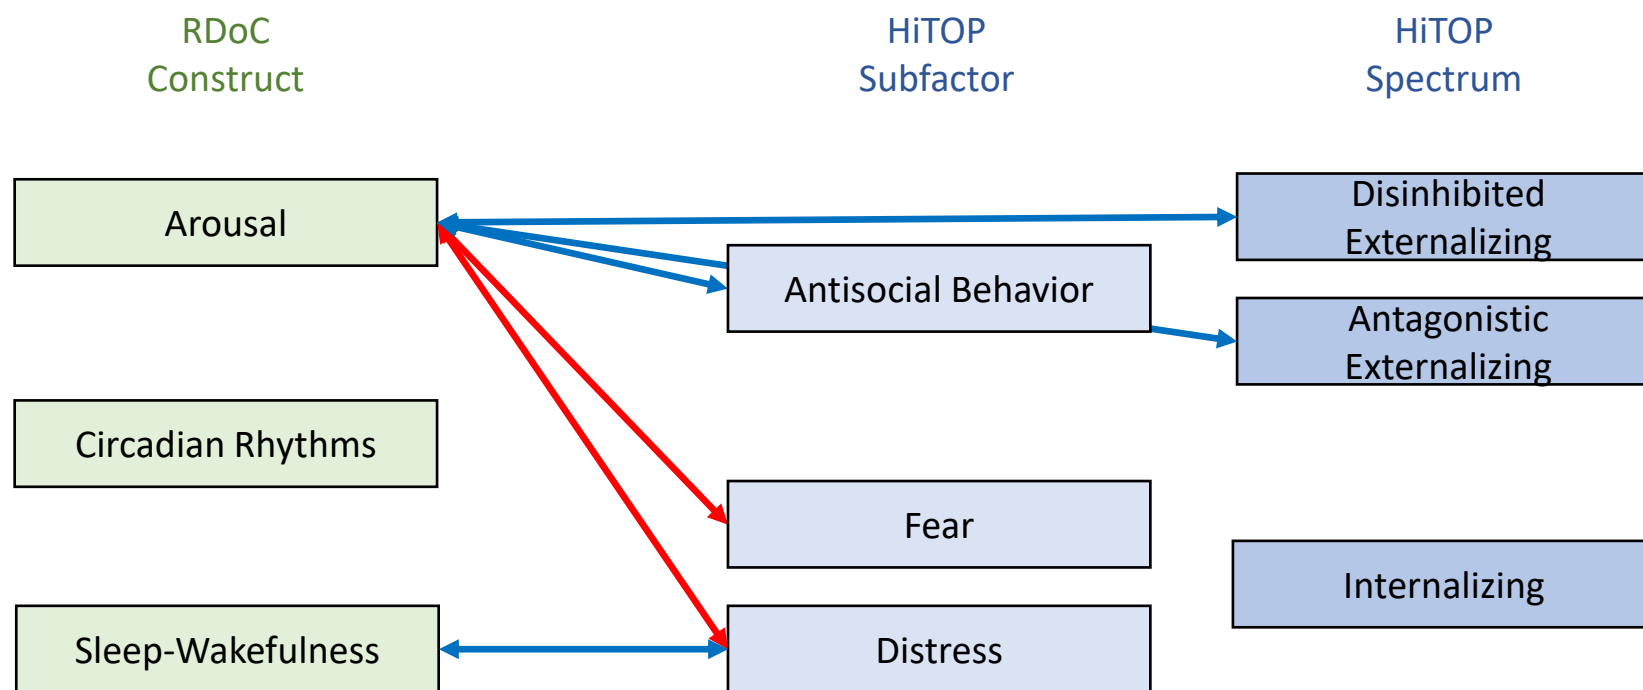 RDoC
Construct
HiTOP
Subfactor
HiTOP
Spectrum
Arousal
Disinhibited
Externalizing
Antisocial Behavior
Antagonistic
Externalizing
Circadian Rhythms
Fear
Internalizing
Sleep-Wakefulness
Distress